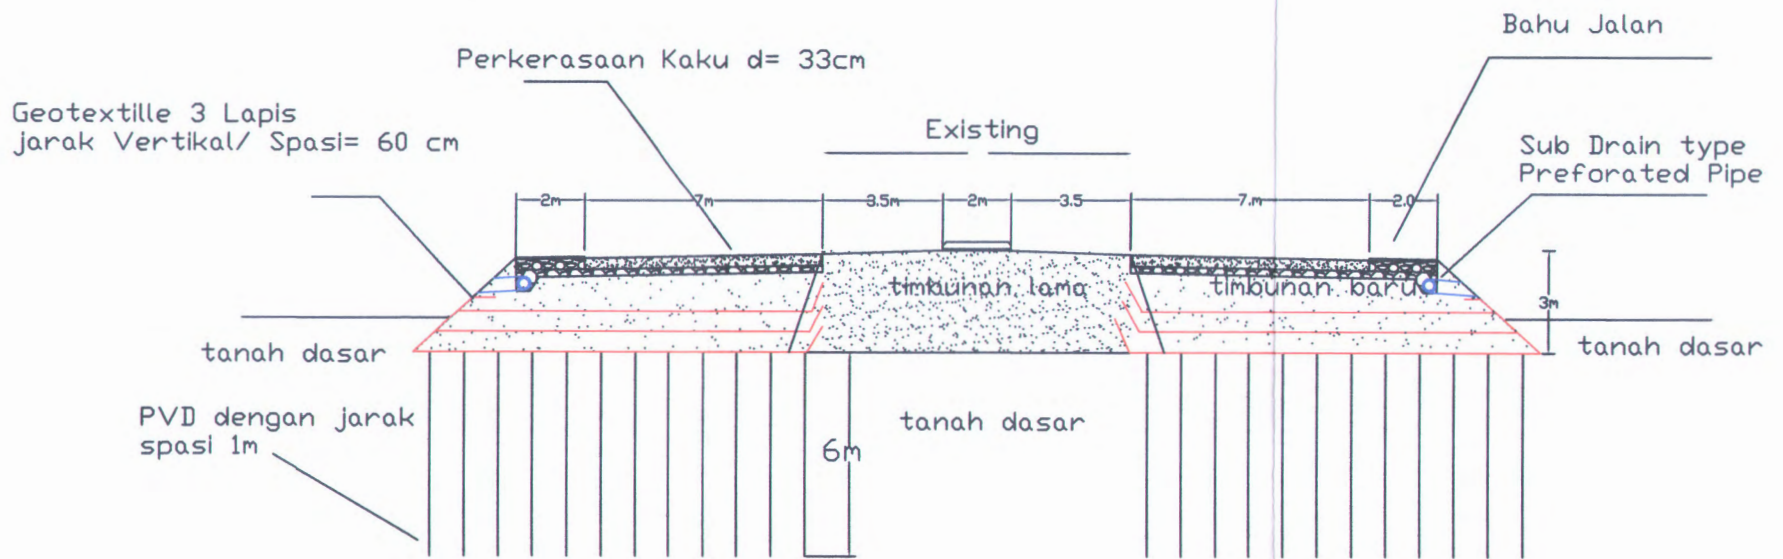 Bahu Jalan
Perkerasaan Kaku d= 33cm
Geotextille 3 Lapis
jarak Vertikal/ Spasi= 60 cm
Existing
Sub Drain type
Preforated Pipe
2m 7m 3.5m 2m 3.5 7.m 2.0
timbunan lama timbunan baru
3m
tanah dasar
tanah dasar
PVD dengan jarak
spasi 1m
tanah dasar
6m